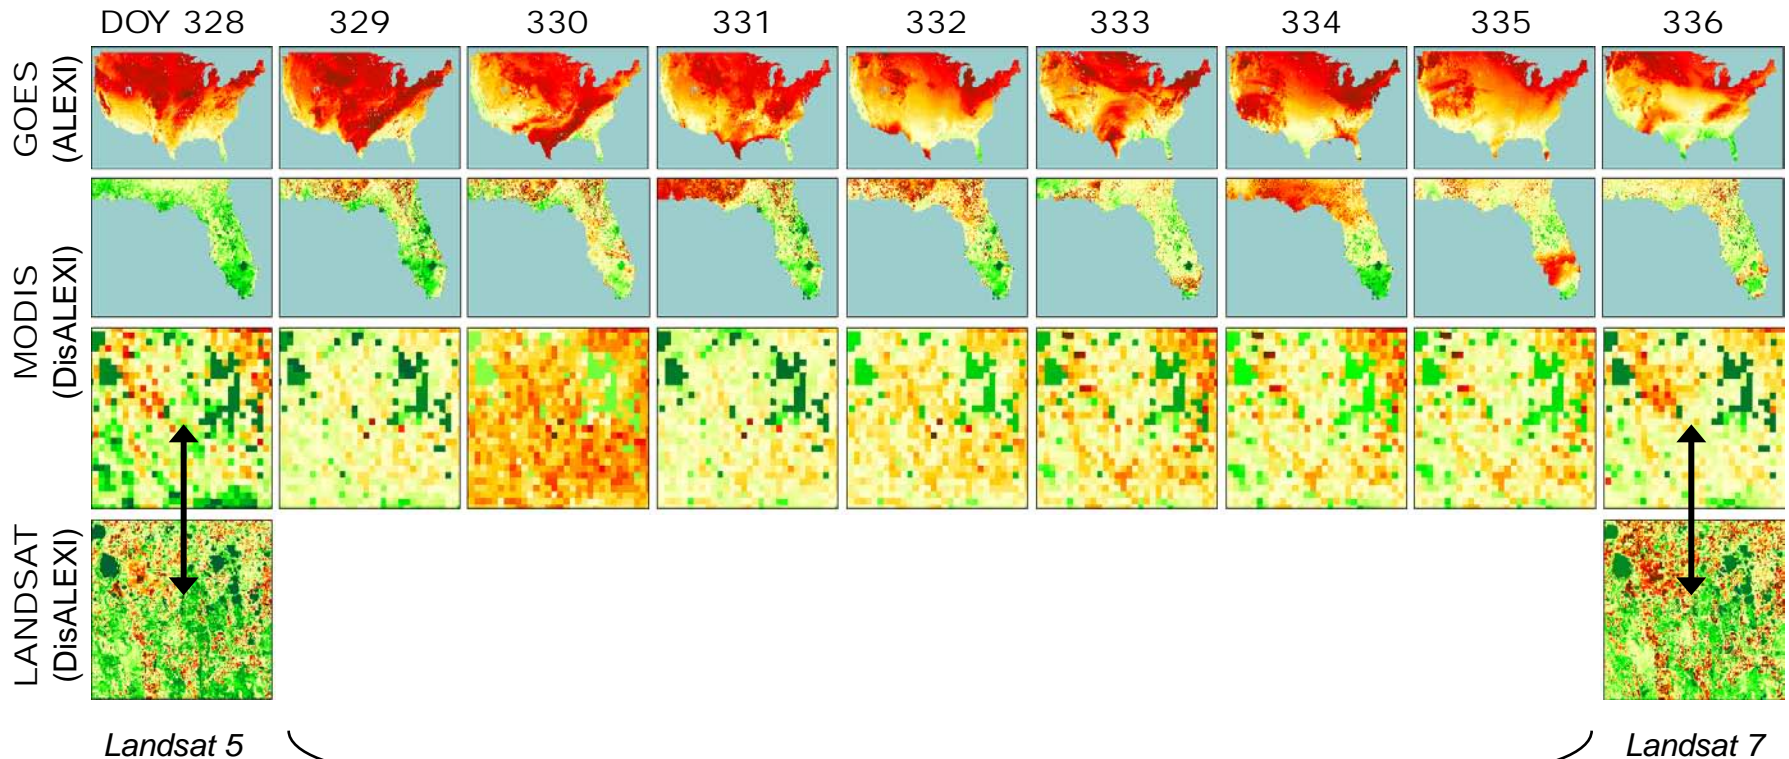 DOY 328 329 330 331 332 333 334 335 336
GOES
(ALEXI)
MODIS
(DisALEXI)
LANDSAT
(DisALEXI)
Landsat 5 Landsat 7